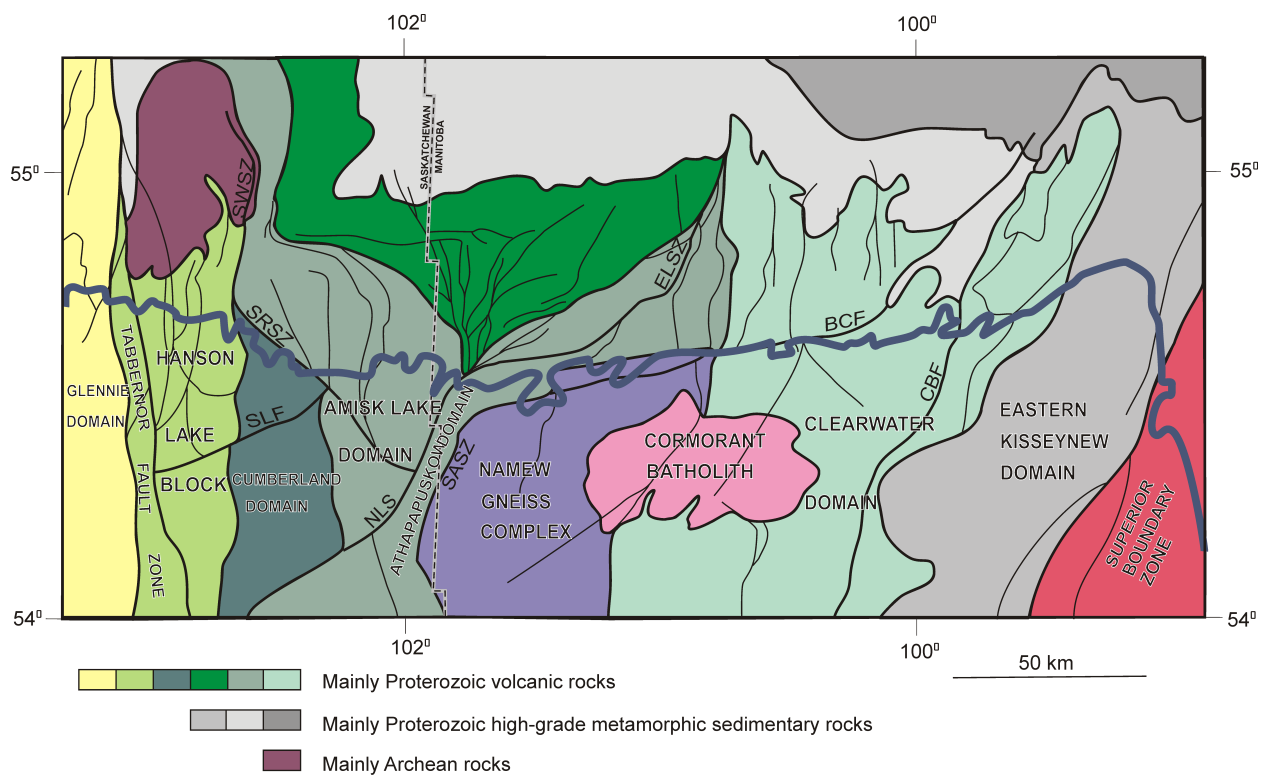 102⁰
100⁰
55⁰
55⁰
SASKATCHEWAN
MANITOBA
SWSZ
ELSZ
SRSZ
BCF
TABBERNOR
FAULT
ZONE
HANSON
LAKE
BLOCK
GLENNIE
DOMAIN
SLF
CBF
AMISK LAKE
DOMAIN
CUMBERLAND
DOMAIN
NLS
ATHAPAPUSKOW DOMAIN
SASZ
NAMEW
GNEISS
COMPLEX
CORMORANT
BATHOLITH
CLEARWATER
DOMAIN
EASTERN
KISSEYNEW
DOMAIN
SUPERIOR
BOUNDARY
ZONE
54⁰
54⁰
102⁰
100⁰
50 km
Mainly Proterozoic volcanic rocks
Mainly Proterozoic high-grade metamorphic sedimentary rocks
Mainly Archean rocks